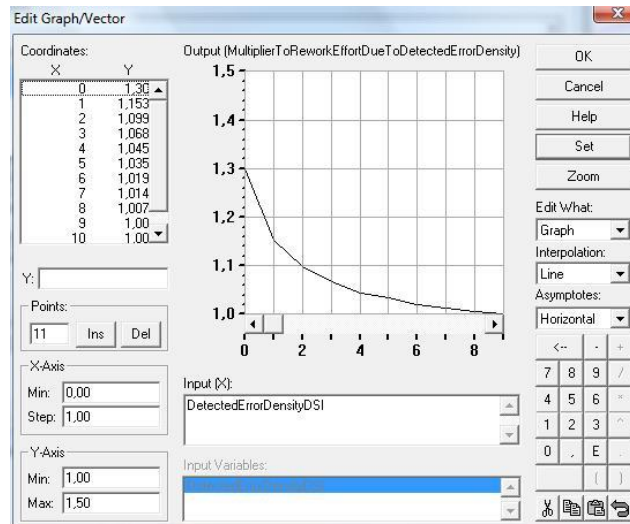 Edit Graph/Vector
Coordinates:
X Y
0 1,30
1 1,153
2 1,099
3 1,068
4 1,045
5 1,035
6 1,019
7 1,014
8 1,007
9 1,00
10 1,00
Y:
Points:
11 Ins Del
X-Axis
Min: 0,00
Step: 1,00
Y-Axis
Min: 1,00
Max: 1,50
Output (MultiplierToReworkEffortDueToDetectedErrorDensity)
1,5
1,4
1,3
1,2
1,1
1,0
0 2 4 6 8
Input (X):
DetectedErrorDensityDSI
Input Variables:
OK
Cancel
Help
Set
Zoom
Edit What:
Graph
Interpolation:
Line
Asymptotes:
Horizontal
<-- - +
7 8 9 /
4 5 6 *
1 2 3 ^
0 , E .
( )